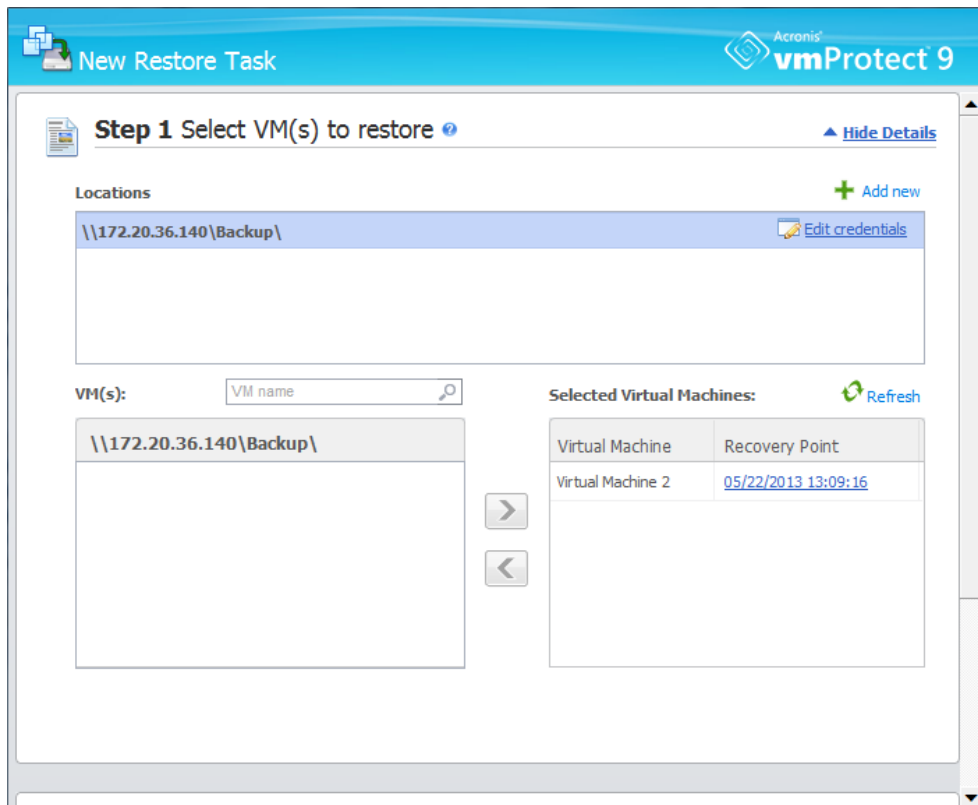 New Restore Task
Acronis®
vmProtect 9
Step 1 Select VM(s) to restore
Hide Details
Locations
Add new
\\172.20.36.140\Backup\
Edit credentials
VM(s):
VM name
Selected Virtual Machines:
Refresh
\\172.20.36.140\Backup\
Virtual Machine Recovery Point
Virtual Machine 2 05/22/2013 13:09:16